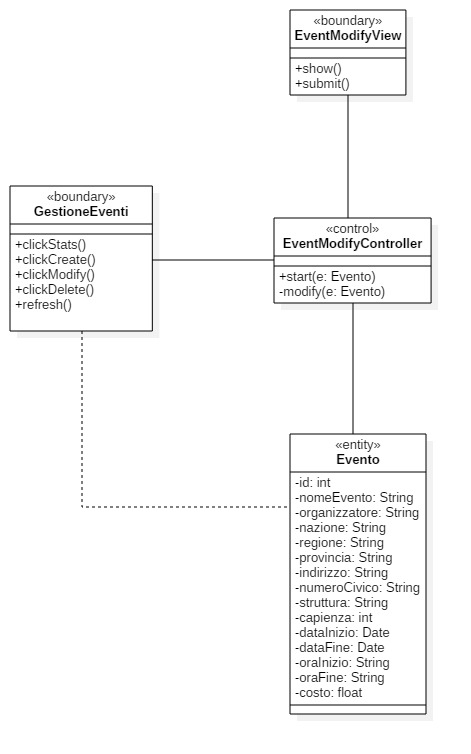 «boundary»
EventModifyView
+show()
+submit()
«boundary»
GestioneEventi
+clickStats()
+clickCreate()
+clickModify()
+clickDelete()
+refresh()
«control»
EventModifyController
+start(e: Evento)
-modify(e: Evento)
«entity»
Evento
-id: int
-nomeEvento: String
-organizzatore: String
-nazione: String
-regione: String
-provincia: String
-indirizzo: String
-numeroCivico: String
-struttura: String
-capienza: int
-dataInizio: Date
-dataFine: Date
-oraInizio: String
-oraFine: String
-costo: float